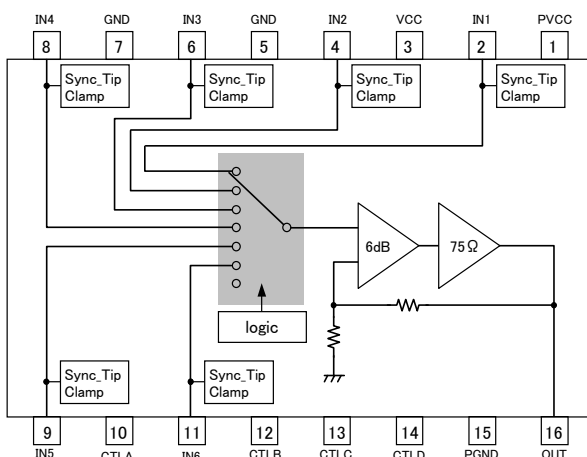 IN4 GND IN3 GND IN2 VCC IN1 PVCC
8 7 6 5 4 3 2 1
Sync_Tip
Clamp
Sync_Tip
Clamp
Sync_Tip
Clamp
Sync_Tip
Clamp
6dB
75Ω
logic
Sync_Tip
Clamp
Sync_Tip
Clamp
9 10 11 12 13 14 15 16
IN5 CTLA IN6 CTLB CTLC CTLD PGND OUT